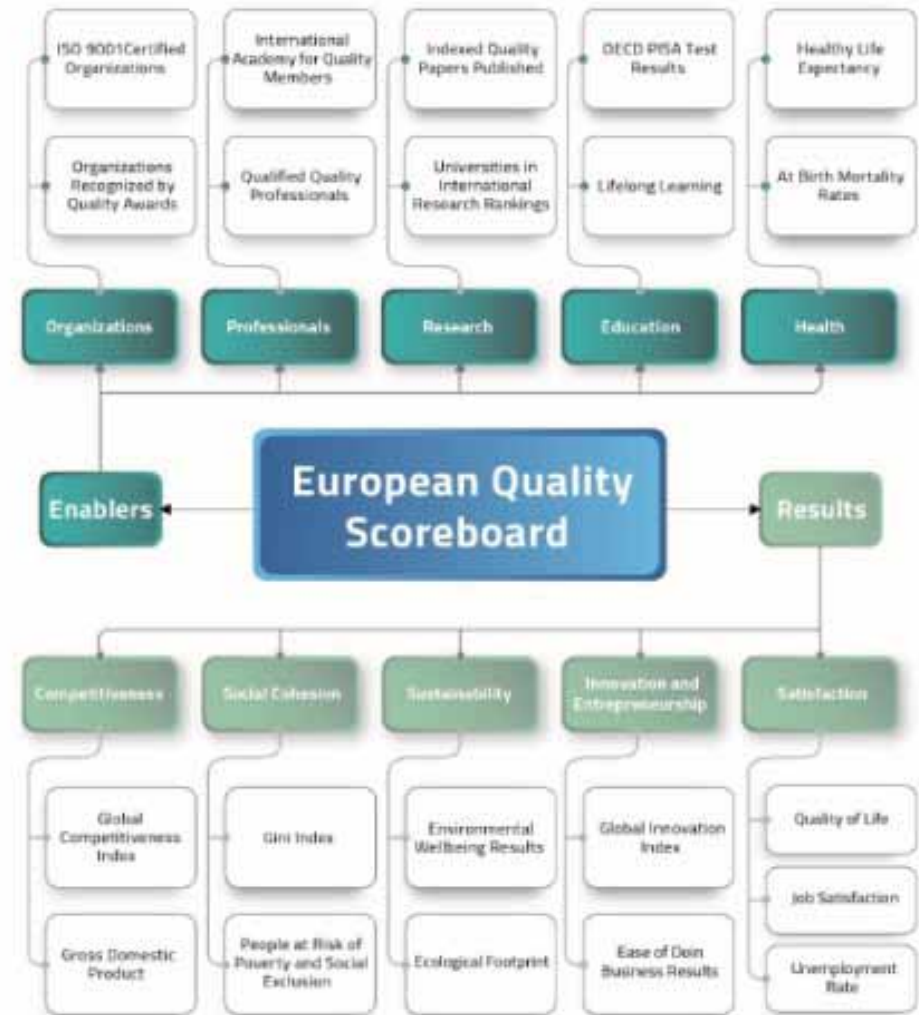 ISO 9001Certified
Organizations
International
Academy for Quality
Members
Indexed Quality
Papers Published
OECD PISA Test
Results
Healthy Life
Expectancy
Organizations
Recognized by
Quality Awards
Qualified Quality
Professionals
Universities in
International
Research Rankings
Lifelong Learning
At Birth Mortality
Rates
Organizations
Professionals
Research
Education
Health
European Quality
Scoreboard
Enablers
Results
Competitiveness
Social Cohesion
Sustainability
Innovation and
Entrepreneurship
Satisfaction
Global
Competitiveness
Index
Gini Index
Environmental
Wellbeing Results
Global Innovation
Index
Quality of Life
Job Satisfaction
Gross Domestic
Product
People at Risk of
Poverty and Social
Exclusion
Ecological Footprint
Ease of Doin
Business Results
Unemployment
Rate